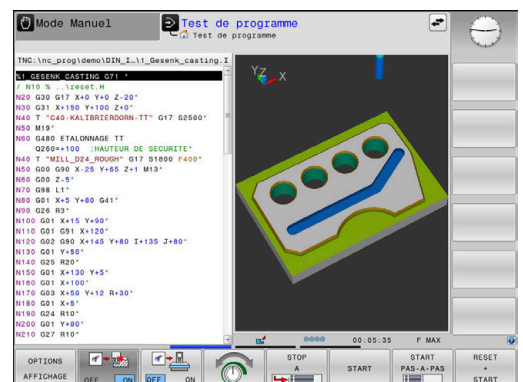 Mode Manuel
Test de programme
Test de programme
TNC:\nc_prog\demo\DIN_I…\1_Gesenk_casting.I
%1_GESENK_CASTING G71 *
/ N10 % ..\reset.H
N20 G30 G17 X+0 Y+0 Z-20*
N30 G31 X+150 Y+100 Z+0*
N40 T "C40-KALIBRIERDORN-TT" G17 S2500*
N50 M19*
N60 G480 ETALONNAGE TT
Q260=+100 ;HAUTEUR DE SECURITE*
N40 T "MILL_D24_ROUGH" G17 S1800 F400*
N50 G00 G90 X-25 Y+65 Z+1 M13*
N60 G00 Z-5*
N70 G98 L1*
N80 G01 X+5 Y+80 G41*
N90 G26 R3*
N100 G01 X+15 Y+90*
N110 G01 G91 X+120*
N120 G02 G90 X+145 Y+80 I+135 J+80*
N130 G01 Y+50*
N140 G25 R20*
N150 G01 X+130 Y+5*
N160 G01 X+100*
N170 G03 X+50 Y+12 R+30*
N180 G01 X+5*
N190 G24 R10*
N200 G01 Y+80*
N210 G27 R10*
Y Z X
00:05:35 F MAX
OPTIONS
AFFICHAGE
OFF ON
OFF ON
STOP
A
START
START
PAS-A-PAS
RESET
+
START